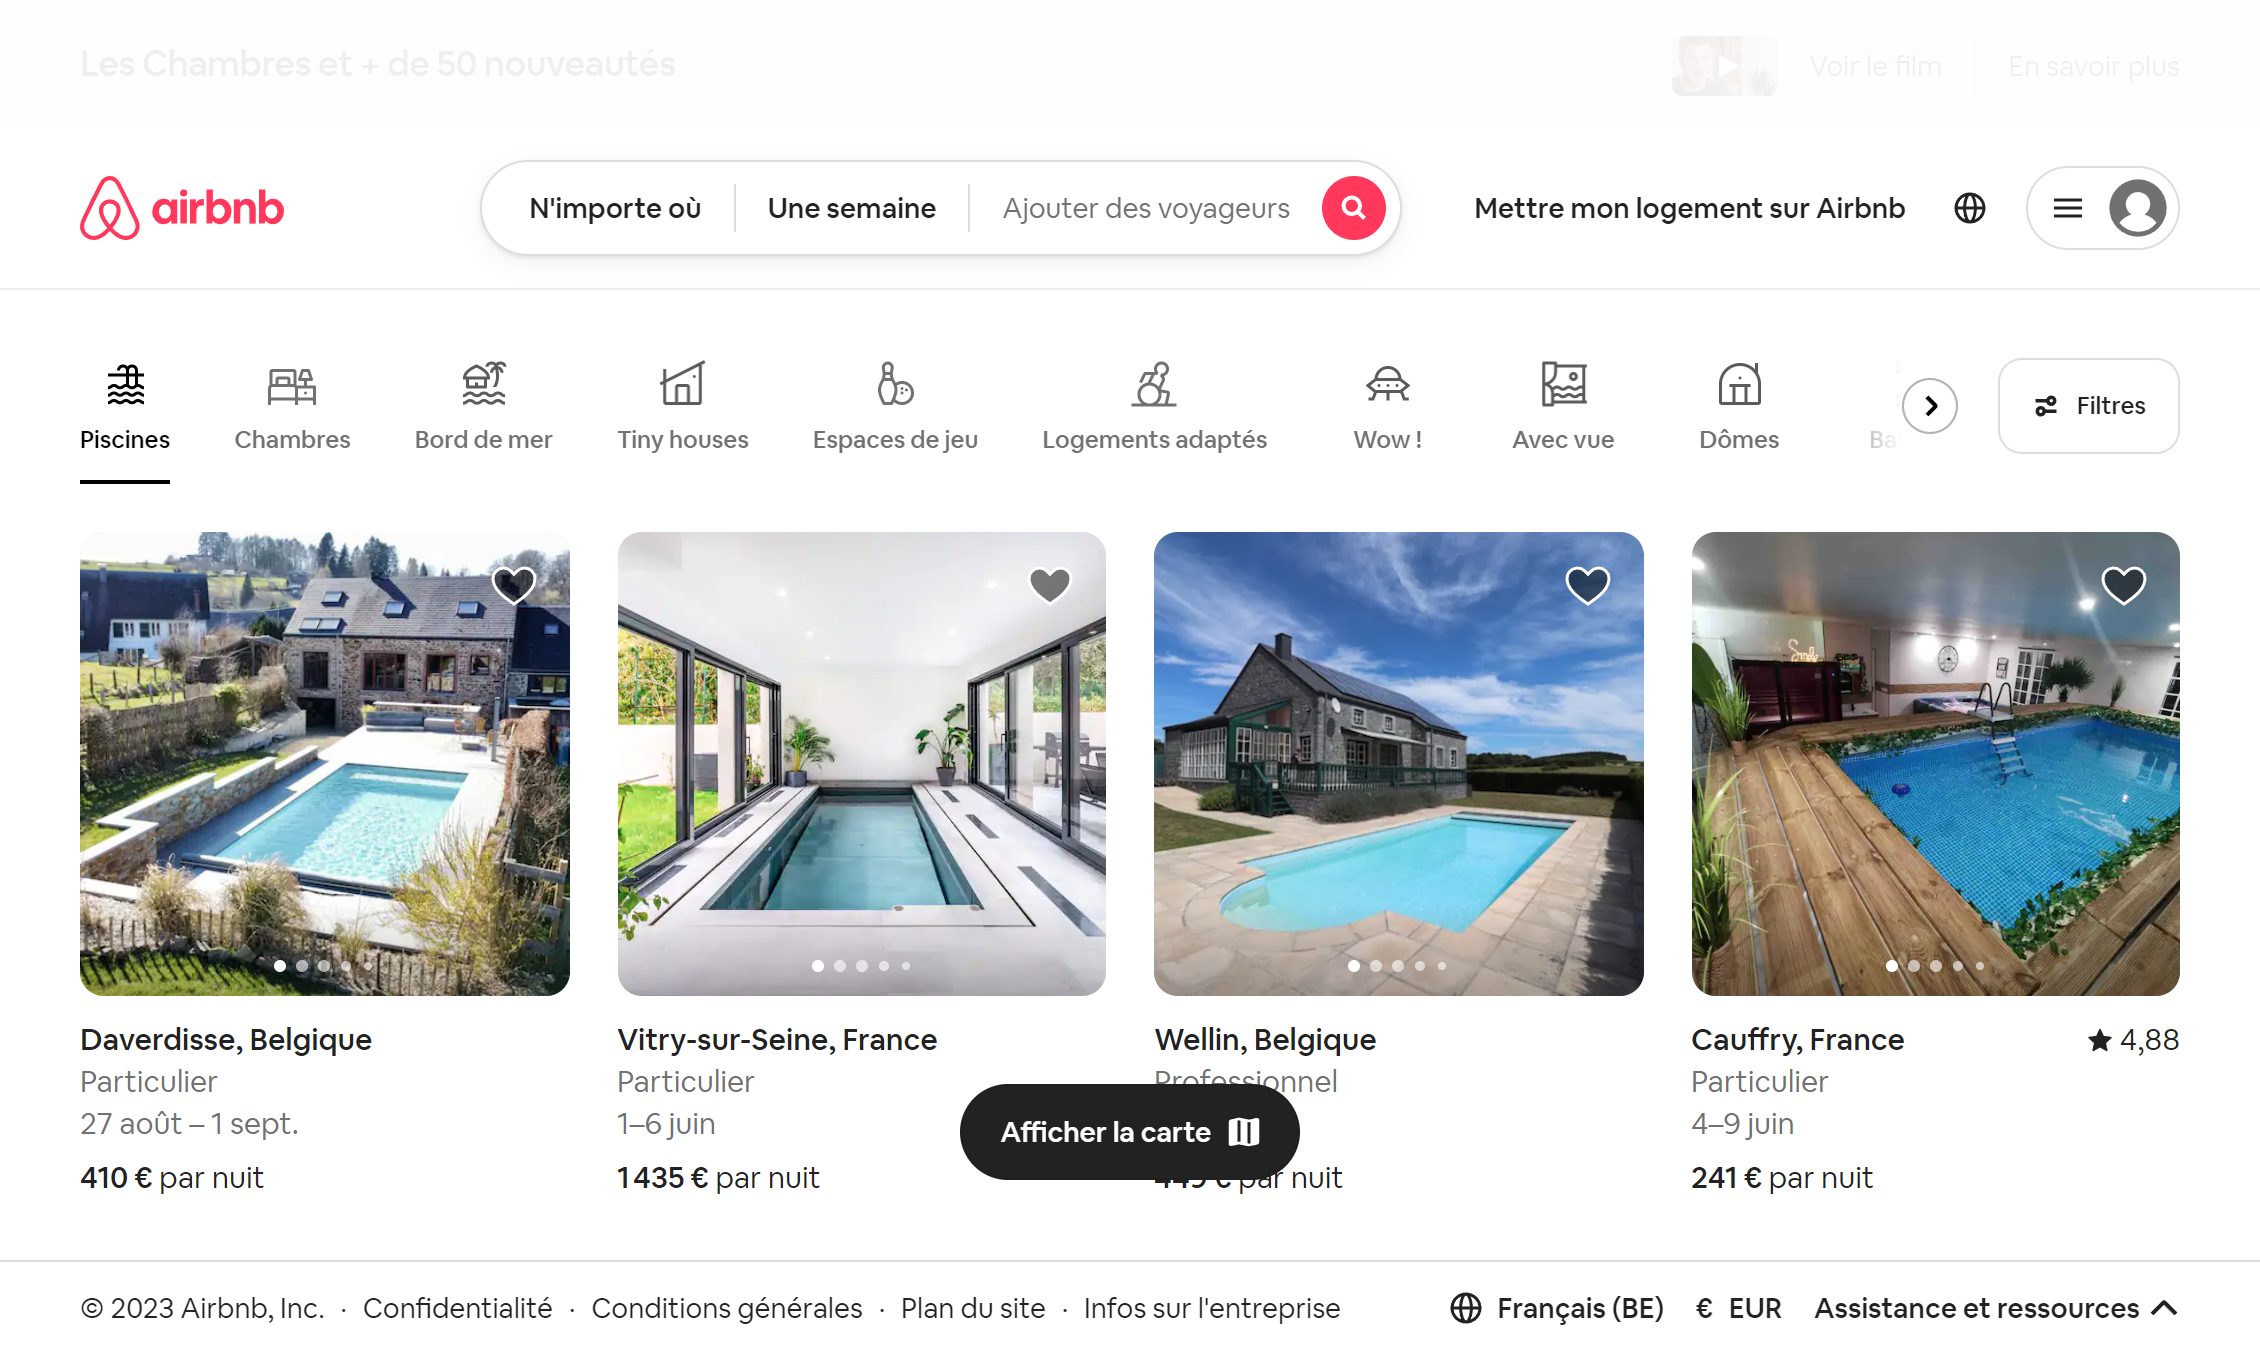 Les Chambres et + de 50 nouveautés
Voir le film
En savoir plus
airbnb
N'importe où
Une semaine
Ajouter des voyageurs
Mettre mon logement sur Airbnb
Piscines
Chambres
Bord de mer
Tiny houses
Espaces de jeu
Logements adaptés
Wow !
Avec vue
Dômes
Filtres
Daverdisse, Belgique
Particulier
27 août – 1 sept.
410 € par nuit
Vitry-sur-Seine, France
Particulier
1–6 juin
1 435 € par nuit
Wellin, Belgique
Professionnel
par nuit
Cauffry, France
4,88
Particulier
4–9 juin
241 € par nuit
Afficher la carte
© 2023 Airbnb, Inc. · Confidentialité · Conditions générales · Plan du site · Infos sur l'entreprise
Français (BE)
€ EUR
Assistance et ressources